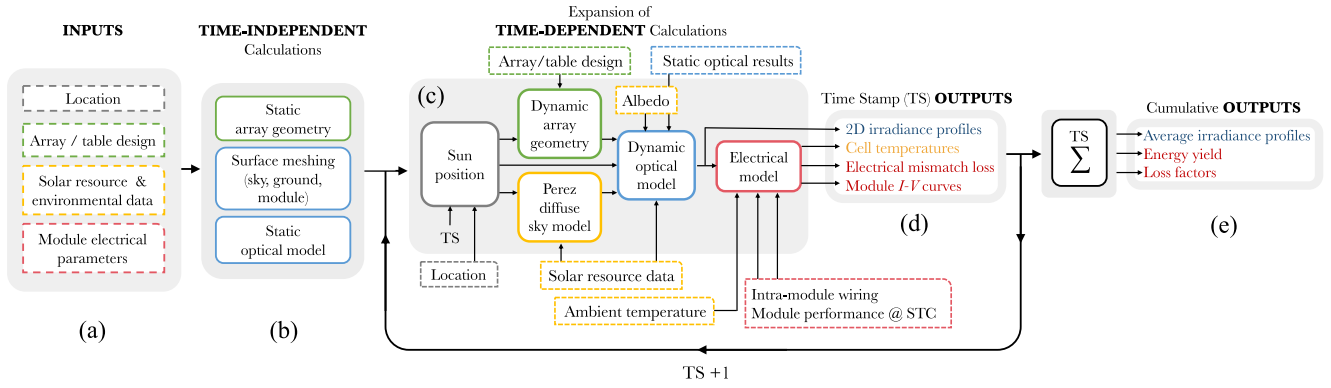 INPUTS
Location
Array / table design
Solar resource &
environmental data
Module electrical
parameters
(a)
TIME-INDEPENDENT
Calculations
Static
array geometry
Surface meshing
(sky, ground,
module)
Static
optical model
(b)
Expansion of
TIME-DEPENDENT Calculations
Array/table design
Static optical results
(c)
Albedo
Dynamic
array
geometry
Sun
position
Dynamic
optical
model
Electrical
model
Perez
diffuse
sky model
TS
Location
Solar resource data
Ambient temperature
Intra-module wiring
Module performance @ STC
Time Stamp (TS) OUTPUTS
2D irradiance profiles
Cell temperatures
Electrical mismatch loss
Module I-V curves
(d)
TS
∑
Cumulative OUTPUTS
Average irradiance profiles
Energy yield
Loss factors
(e)
TS +1